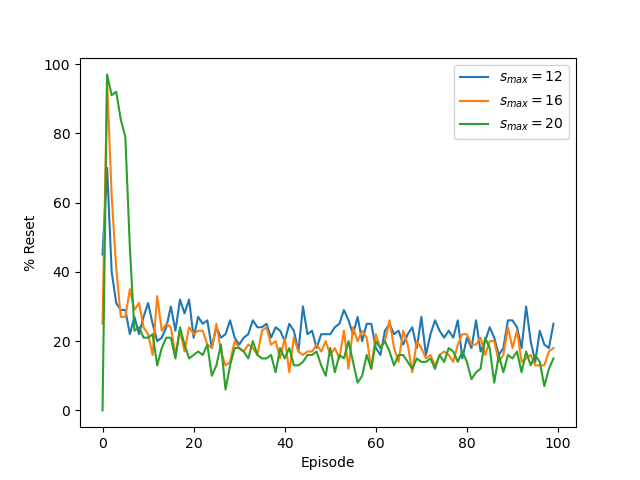 100
80
60
40
20
0
% Reset
0 20 40 60 80 100
Episode
s_max = 12
s_max = 16
s_max = 20